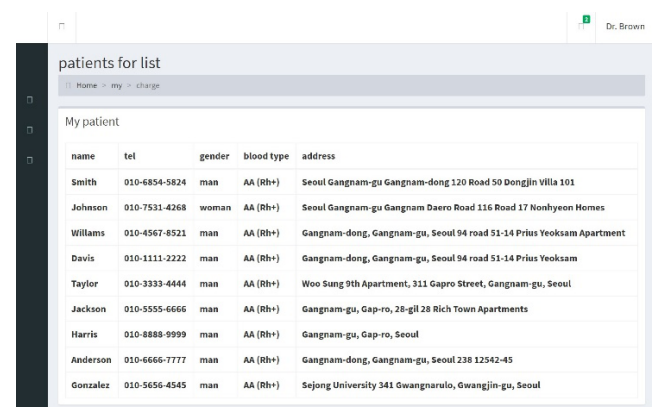 3
Dr. Brown
patients for list
Home > my > charge
My patient
name tel gender blood type address
Smith 010-6854-5824 man AA (Rh+) Seoul Gangnam-gu Gangnam-dong 120 Road 50 Dongjin Villa 101
Johnson 010-7531-4268 woman AA (Rh+) Seoul Gangnam-gu Gangnam Daero Road 116 Road 17 Nonhyeon Homes
Willams 010-4567-8521 man AA (Rh+) Gangnam-dong, Gangnam-gu, Seoul 94 road 51-14 Prius Yeoksam Apartment
Davis 010-1111-2222 man AA (Rh+) Gangnam-dong, Gangnam-gu, Seoul 94 road 51-14 Prius Yeoksam
Taylor 010-3333-4444 man AA (Rh+) Woo Sung 9th Apartment, 311 Gapro Street, Gangnam-gu, Seoul
Jackson 010-5555-6666 man AA (Rh+) Gangnam-gu, Gap-ro, 28-gil 28 Rich Town Apartments
Harris 010-8888-9999 man AA (Rh+) Gangnam-gu, Gap-ro, Seoul
Anderson 010-6666-7777 man AA (Rh+) Gangnam-dong, Gangnam-gu, Seoul 238 12542-45
Gonzalez 010-5656-4545 man AA (Rh+) Sejong University 341 Gwangnarulo, Gwangjin-gu, Seoul